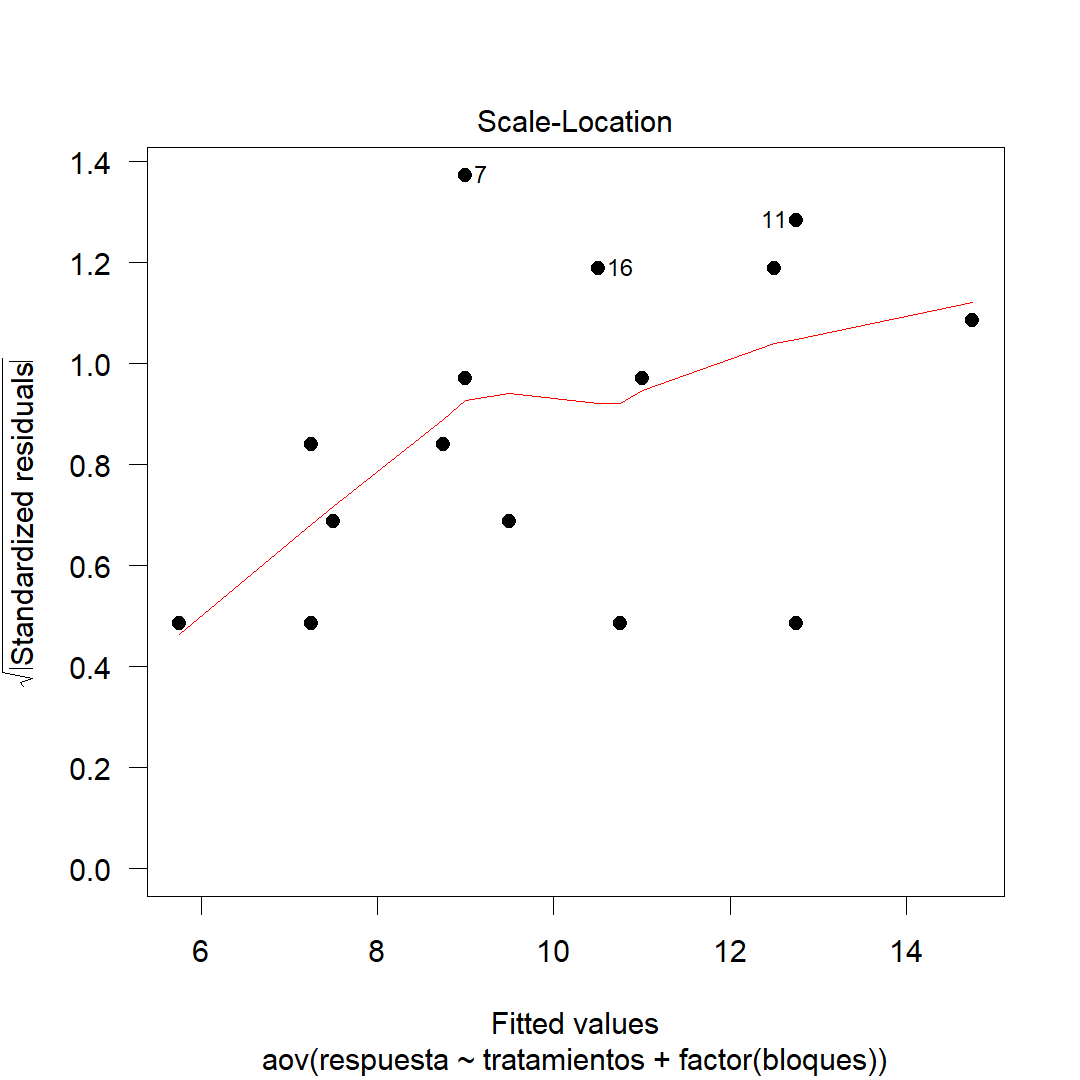 Scale-Location
√|Standardized residuals|
1.4
1.2
1.0
0.8
0.6
0.4
0.2
0.0
7
11
16
6 8 10 12 14
Fitted values
aov(respuesta ~ tratamientos + factor(bloques))